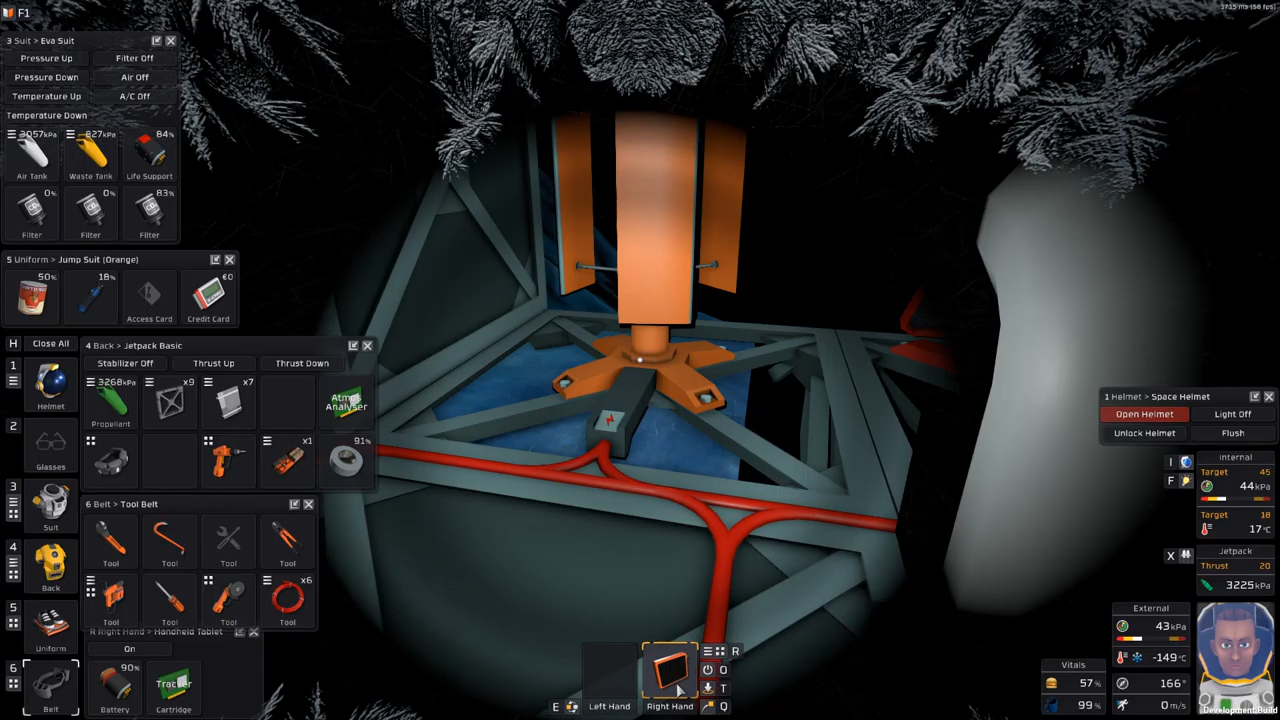 F1
1715 ms (58 fps)
3 Suit > Eva Suit
Pressure Up Filter Off
Pressure Down Air Off
Temperature Up A/C Off
Temperature Down
3057kPa 827kPa 84%
Air Tank Waste Tank Life Support
0% 0% 83%
Filter Filter Filter
5 Uniform > Jump Suit (Orange)
50% 18% €0
Access Card Credit Card
H Close All
4 Back > Jetpack Basic
Stabilizer Off Thrust Up Thrust Down
1 Helmet
3268kPa x9 x7
Propellant Atmos Analyser
2 Glasses
x1 91%
3 Suit
6 Belt > Tool Belt
Tool Tool Tool Tool
4 Back
x6
Tool Tool Tool Tool
5 Uniform
R Right Hand > Handheld Tablet
On
6 Belt
90% Tracker
Battery Cartridge
E Left Hand Right Hand
R
O
T
Q
1 Helmet > Space Helmet
Open Helmet Light Off
Unlock Helmet Flush
I
F
Internal
Target 45
44kPa
Target 18
17°C
X
Jetpack
Thrust 20
3225kPa
External
43kPa
-149°C
166°
0m/s
Vitals
57%
99%
Development Build